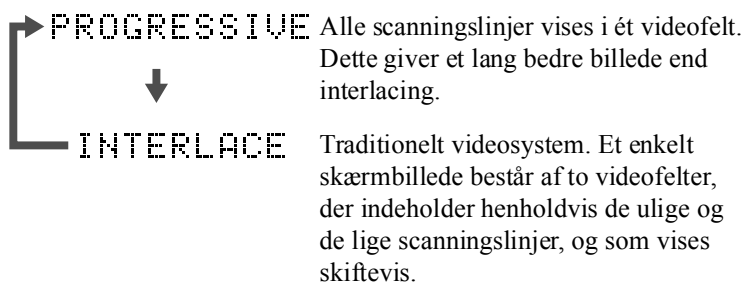 PROGRESSIVE Alle scanningslinjer vises i ét videofelt.
Dette giver et lang bedre billede end
interlacing.
INTERLACE Traditionelt videosystem. Et enkelt
skærmbillede består af to videofelter,
der indeholder henholdvis de ulige og
de lige scanningslinjer, og som vises
skiftevis.